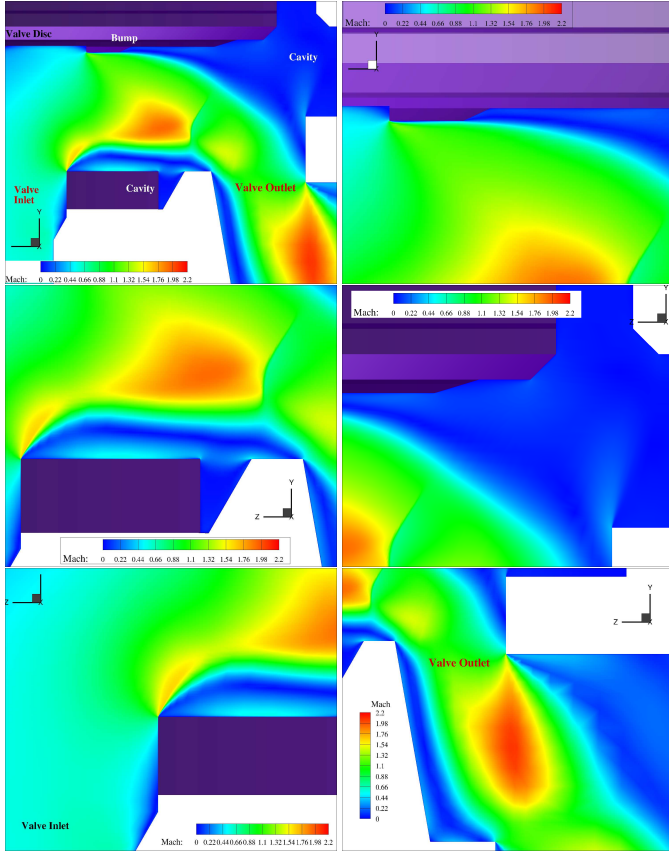 Valve Disc
Bump
Cavity
Valve
Inlet
Cavity
Valve Outlet
Y
Z X
Mach: 0 0.22 0.44 0.66 0.88 1.1 1.32 1.54 1.76 1.98 2.2
Mach: 0 0.22 0.44 0.66 0.88 1.1 1.32 1.54 1.76 1.98 2.2
Y
Z X
Y
Z X
Mach: 0 0.22 0.44 0.66 0.88 1.1 1.32 1.54 1.76 1.98 2.2
Mach: 0 0.22 0.44 0.66 0.88 1.1 1.32 1.54 1.76 1.98 2.2
Y
Z X
Z X
Valve Inlet
Mach: 0 0.22 0.44 0.66 0.88 1.1 1.32 1.54 1.76 1.98 2.2
Y
Z X
Valve Outlet
Mach
2.2
1.98
1.76
1.54
1.32
1.1
0.88
0.66
0.44
0.22
0